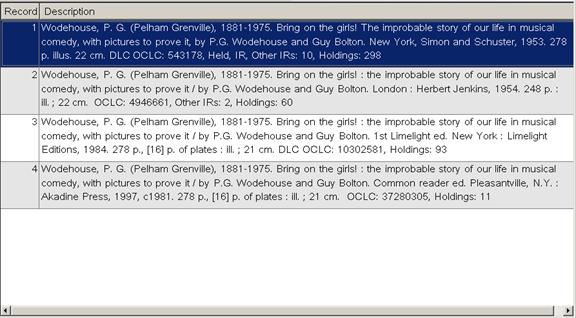 Record Description
1 Wodehouse, P. G. (Pelham Grenville), 1881-1975. Bring on the girls! The improbable story of our life in musical
comedy, with pictures to prove it, by P.G. Wodehouse and Guy Bolton. New York, Simon and Schuster, 1953. 278
p. illus. 22 cm. DLC OCLC: 543178, Held, IR, Other IRs: 10, Holdings: 298
2 Wodehouse, P. G. (Pelham Grenville), 1881-1975. Bring on the girls! : the improbable story of our life in musical
comedy, with pictures to prove it / by P.G. Wodehouse and Guy Bolton. London : Herbert Jenkins, 1954. 248 p. :
ill. ; 22 cm. OCLC: 4946661, Other IRs: 2, Holdings: 60
3 Wodehouse, P. G. (Pelham Grenville), 1881-1975. Bring on the girls! : the improbable story of our life in musical
comedy, with pictures to prove it / by P.G. Wodehouse and Guy Bolton. 1st Limelight ed. New York : Limelight
Editions, 1984. 278 p., [16] p. of plates : ill. ; 21 cm. DLC OCLC: 10302581, Holdings: 93
4 Wodehouse, P. G. (Pelham Grenville), 1881-1975. Bring on the girls! : the improbable story of our life in musical
comedy, with pictures to prove it / by P.G. Wodehouse and Guy Bolton. Common reader ed. Pleasantville, N.Y. :
Akadine Press, 1997, c1981. 278 p., [16] p. of plates : ill. ; 21 cm. OCLC: 37280305, Holdings: 11